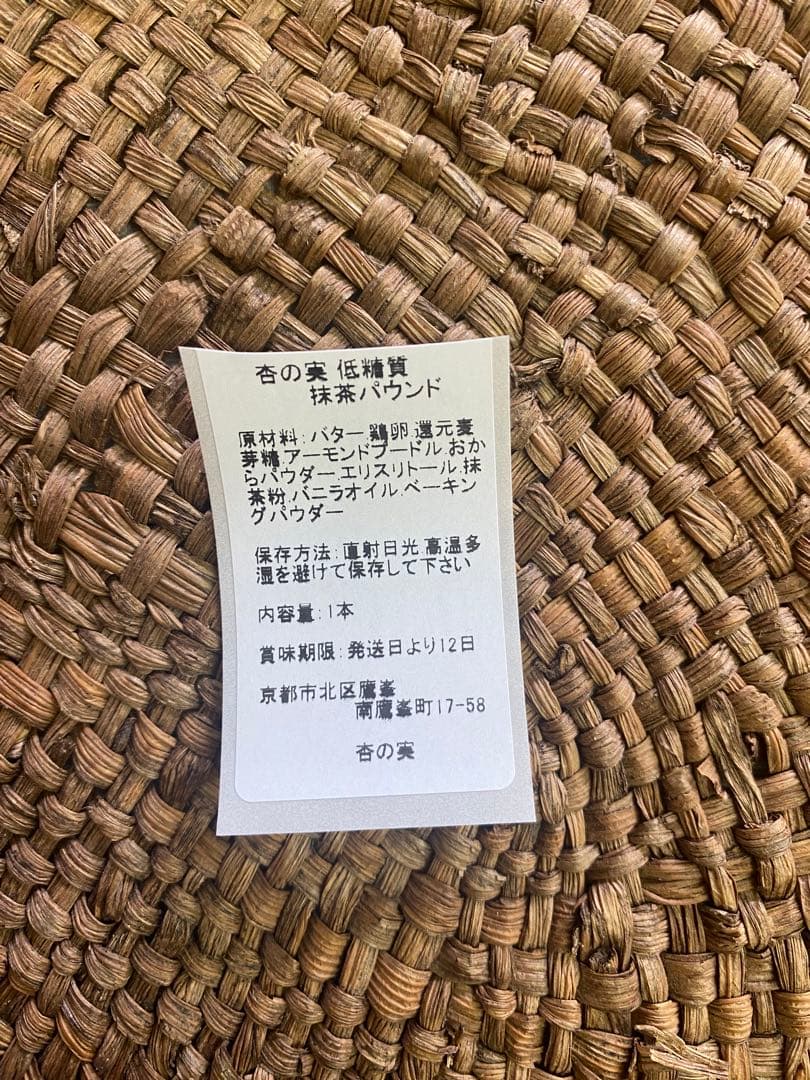 杏の実 低糖質
抹茶パウンド
原材料:バター.鶏卵.還元麦
芽糖.アーモンドプードル.おか
らパウダー.エリスリトール.抹
茶粉.バニラオイル.ベーキン
グパウダー
保存方法:直射日光.高温多
湿を避けて保存して下さい
内容量:1本
賞味期限:発送日より12日
京都市北区鷹峯
南鷹峯町17-58
杏の実